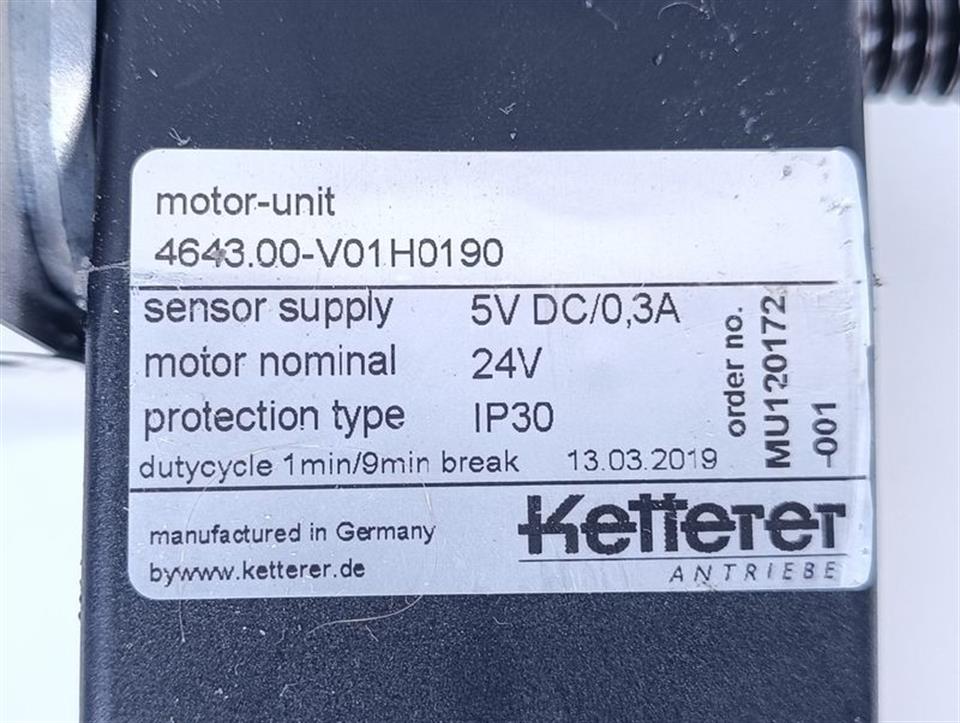 motor-unit
4643.00-V01H0190
sensor supply 5V DC/0,3A
motor nominal 24V
protection type IP30
dutycycle 1min/9min break 13.03.2019
order no.
MU120172
-001
manufactured in Germany
bywww.ketterer.de
Ketterer
ANTRIEBE